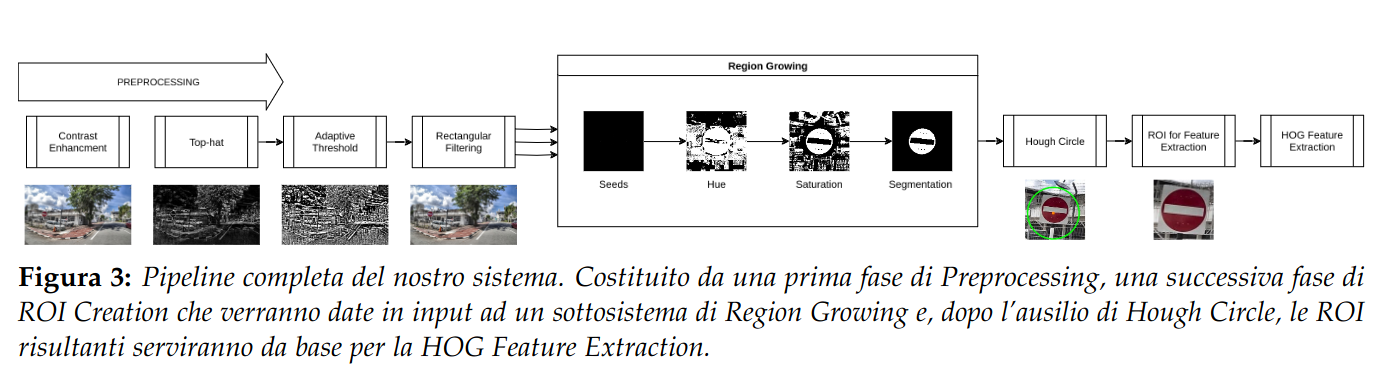 PREPROCESSING
Contrast
Enhancment
Top-hat
Adaptive
Threshold
Rectangular
Filtering
Region Growing
Seeds
Hue
Saturation
Segmentation
Hough Circle
ROI for Feature
Extraction
HOG Feature
Extraction
Figura 3: Pipeline completa del nostro sistema. Costituito da una prima fase di Preprocessing, una successiva fase di
ROI Creation che verranno date in input ad un sottosistema di Region Growing e, dopo l'ausilio di Hough Circle, le ROI
risultanti serviranno da base per la HOG Feature Extraction.